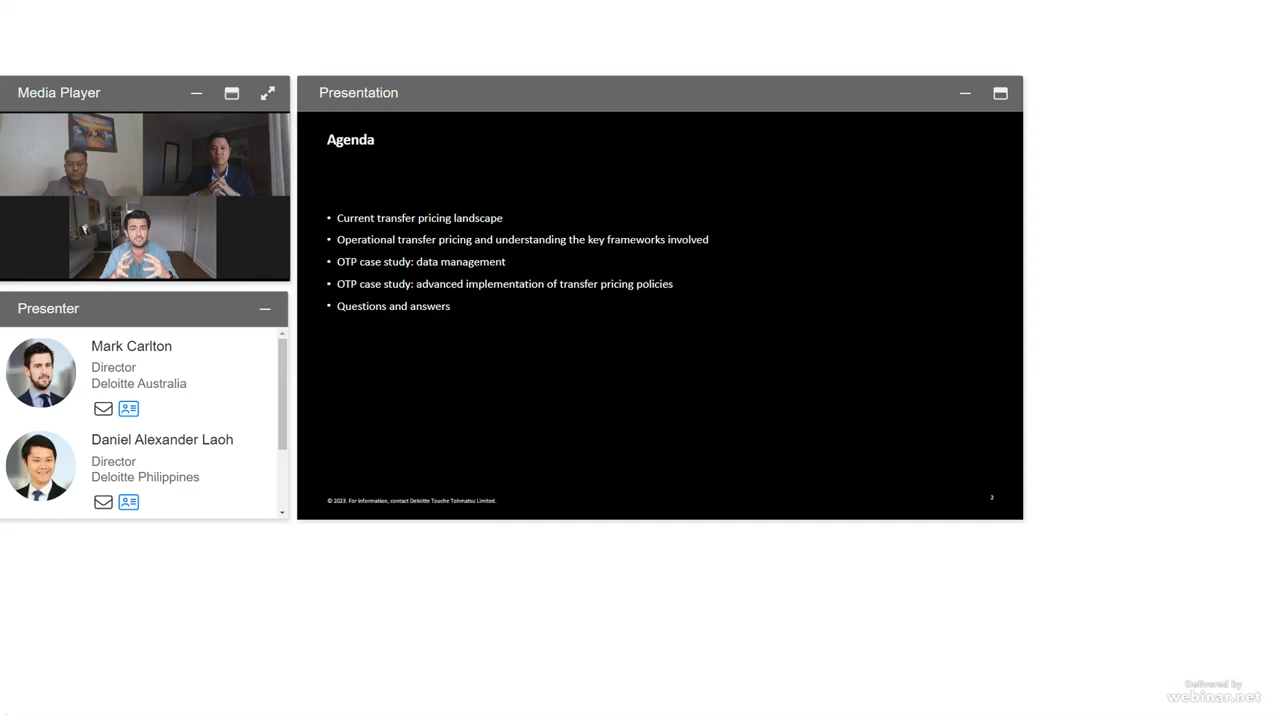 Media Player
Presentation
Agenda
• Current transfer pricing landscape
• Operational transfer pricing and understanding the key frameworks involved
• OTP case study: data management
• OTP case study: advanced implementation of transfer pricing policies
• Questions and answers
© 2023. For information, contact Deloitte Touche Tohmatsu Limited.
2
Presenter
Mark Carlton
Director
Deloitte Australia
Daniel Alexander Laoh
Director
Deloitte Philippines
Delivered by
webinar.net